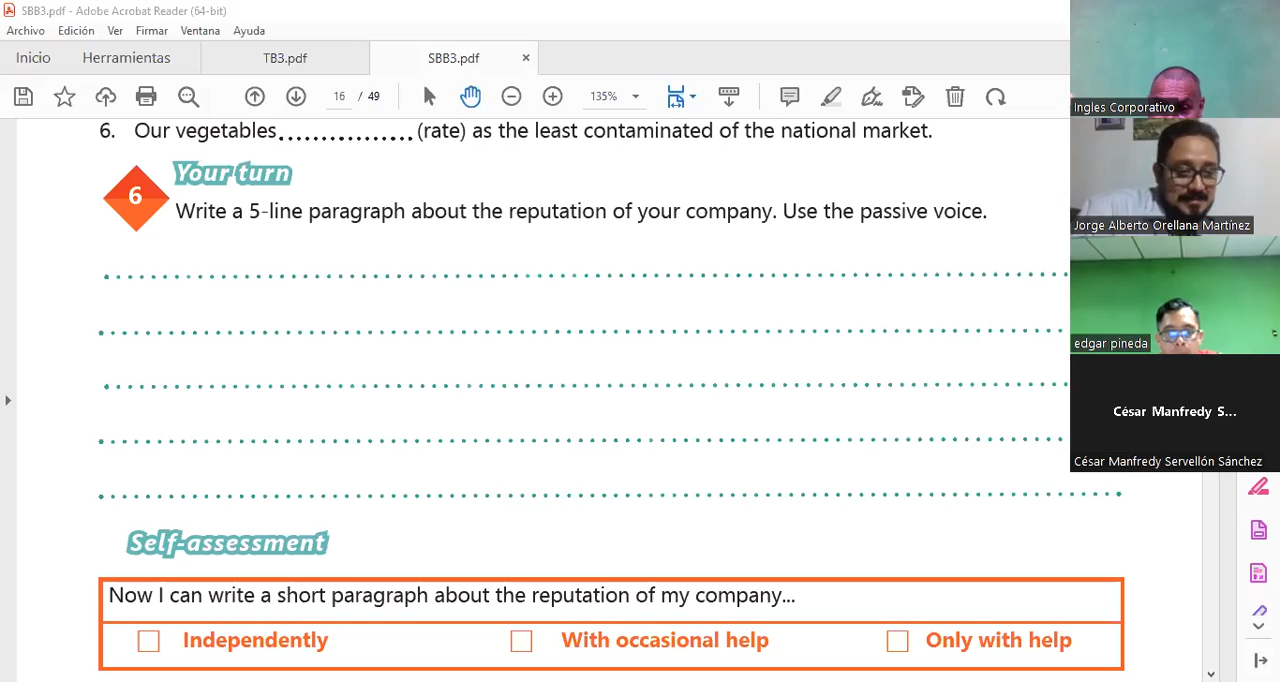 SBB3.pdf - Adobe Acrobat Reader (64-bit)
Archivo Edición Ver Firmar Ventana Ayuda
Inicio Herramientas TB3.pdf SBB3.pdf ×
16 / 49 135%
6. Our vegetables................(rate) as the least contaminated of the national market.
Your turn
6
Write a 5-line paragraph about the reputation of your company. Use the passive voice.
Self-assessment
Now I can write a short paragraph about the reputation of my company...
Independently With occasional help Only with help
Ingles Corporativo
Jorge Alberto Orellana Martínez
edgar pineda
César Manfredy S...
César Manfredy Servellón Sánchez